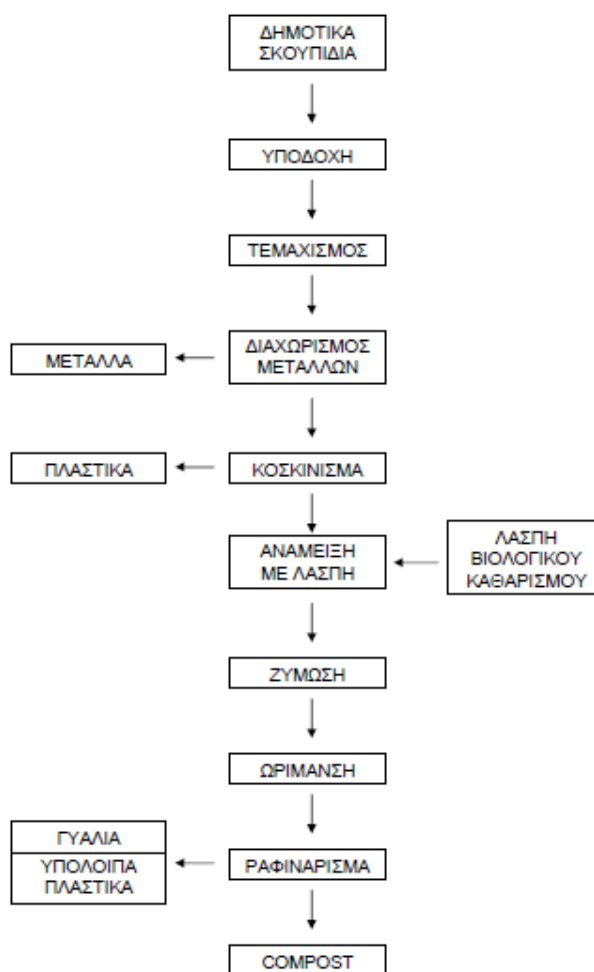 ΔΗΜΟΤΙΚΑ
ΣΚΟΥΠΙΔΙΑ
ΥΠΟΔΟΧΗ
ΤΕΜΑΧΙΣΜΟΣ
ΔΙΑΧΩΡΙΣΜΟΣ
ΜΕΤΑΛΛΩΝ
ΜΕΤΑΛΛΑ
ΚΟΣΚΙΝΙΣΜΑ
ΠΛΑΣΤΙΚΑ
ΑΝΑΜΕΙΞΗ
ΜΕ ΛΑΣΠΗ
ΛΑΣΠΗ
ΒΙΟΛΟΓΙΚΟΥ
ΚΑΘΑΡΙΣΜΟΥ
ΖΥΜΩΣΗ
ΩΡΙΜΑΝΣΗ
ΡΑΦΙΝΑΡΙΣΜΑ
ΓΥΑΛΙΑ
ΥΠΟΛΟΙΠΑ
ΠΛΑΣΤΙΚΑ
COMPOST